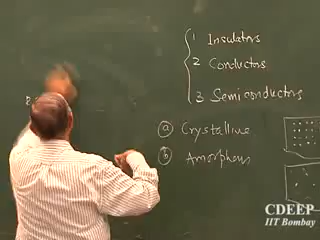 1 Insulators
2 Conductors
3 Semiconductors
a Crystalline
b Amorphous
CDEEP
IIT Bombay